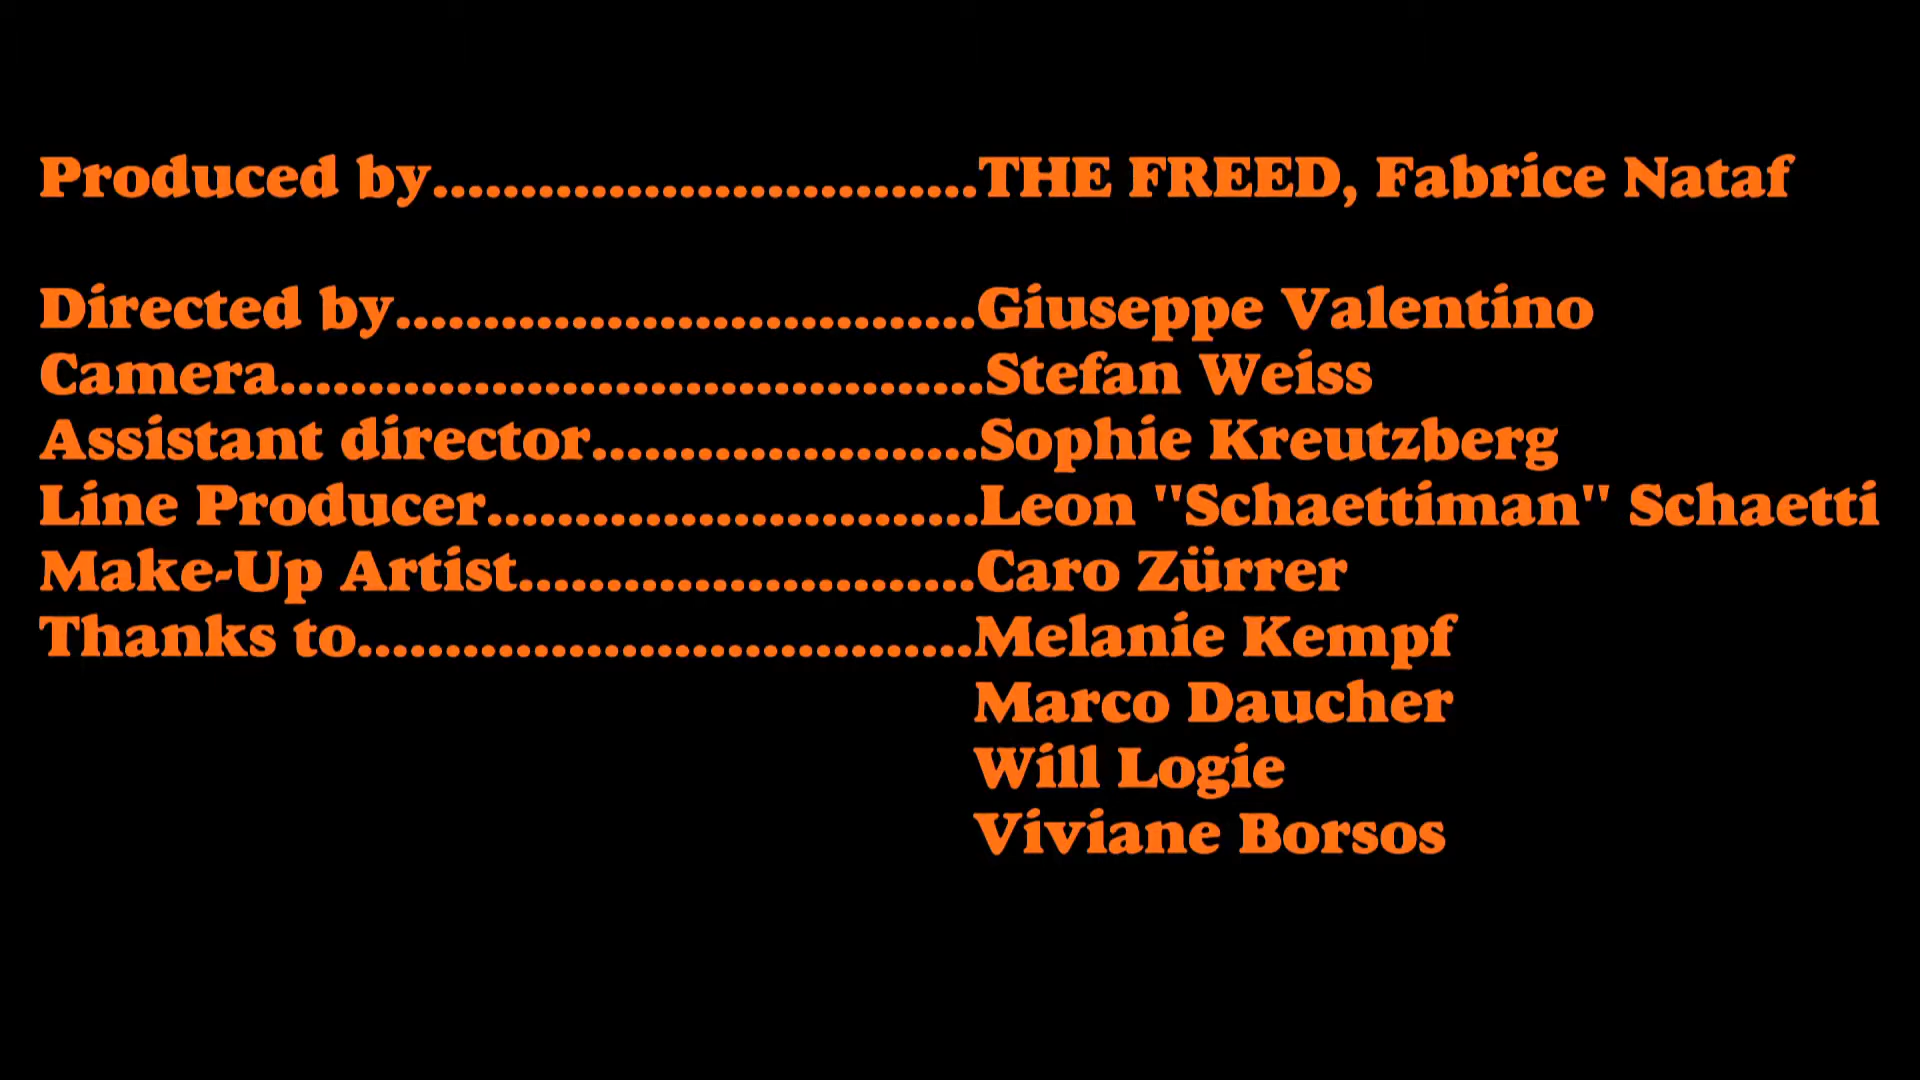 Produced by...............................THE FREED, Fabrice Nataf
Directed by.................................Giuseppe Valentino
Camera........................................Stefan Weiss
Assistant director......................Sophie Kreutzberg
Line Producer............................Leon "Schaettiman" Schaetti
Make-Up Artist..........................Caro Zürrer
Thanks to...................................Melanie Kempf
Marco Daucher
Will Logie
Viviane Borsos